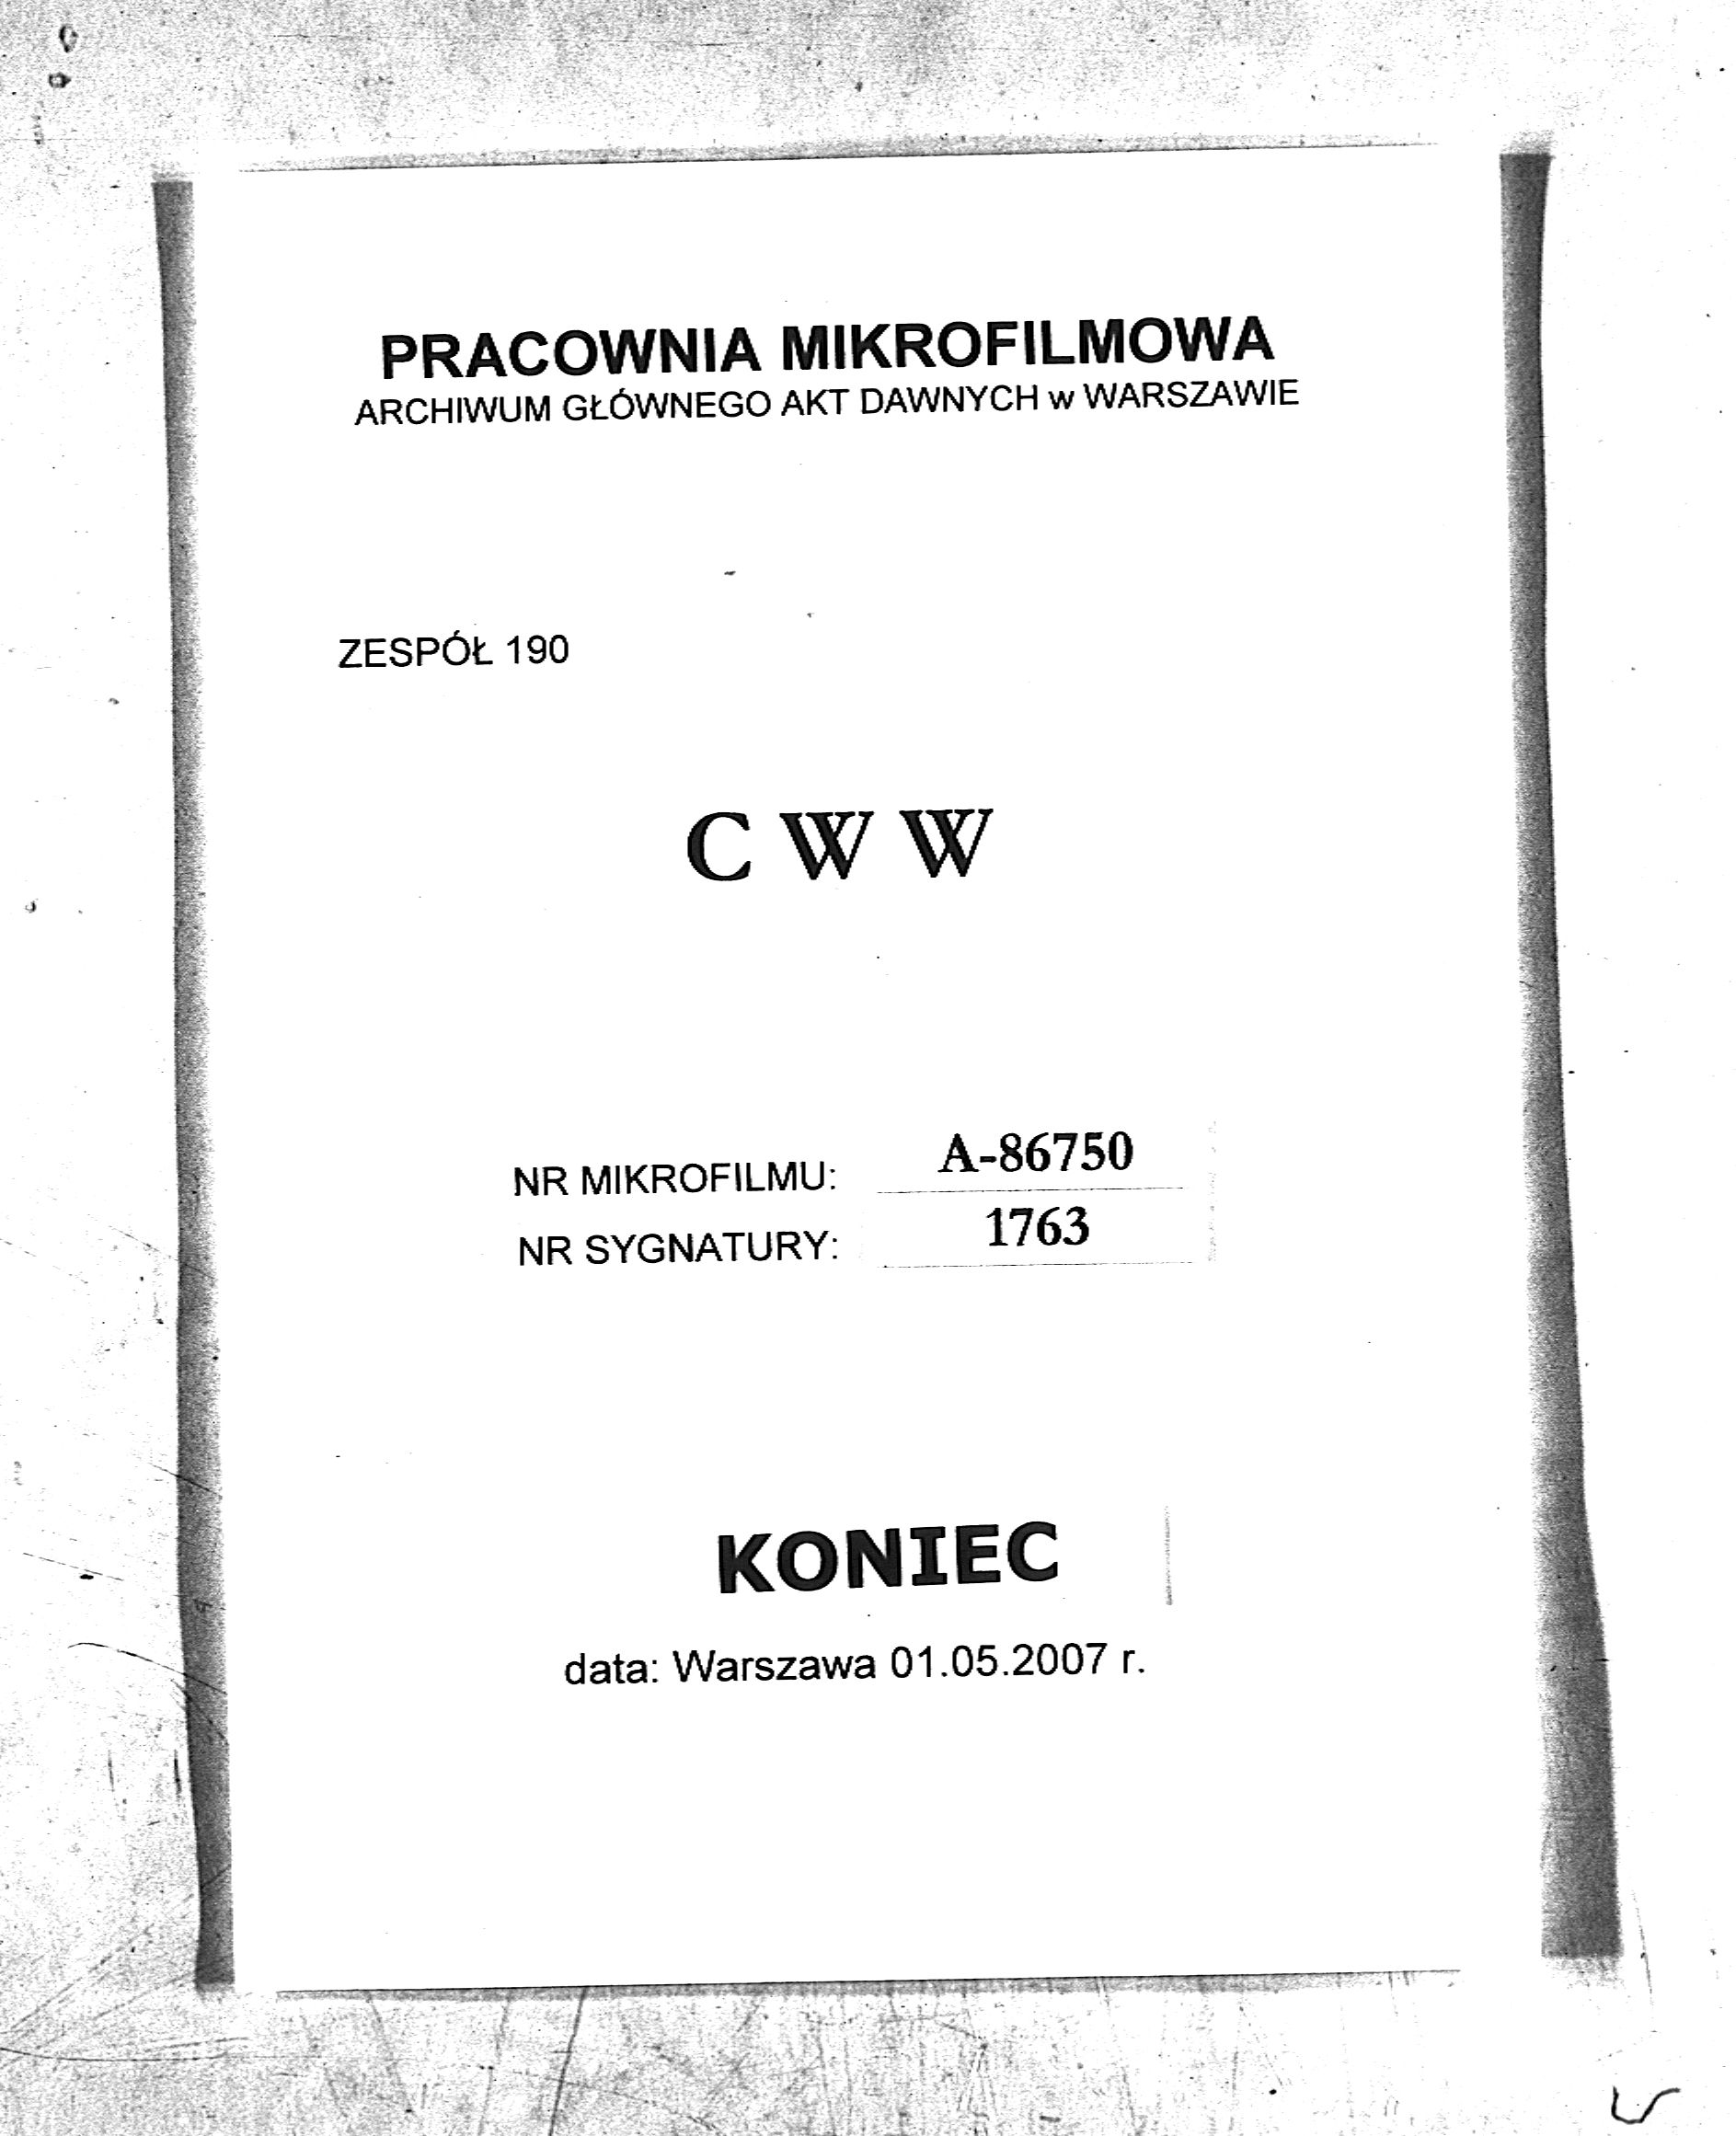 PRACOWNIA MIKROFILMOWA
ARCHIWUM GŁÓWNEGO AKT DAWNYCH w WARSZAWIE
ZESPÓŁ 190
C W W
NR MIKROFILMU: A-86750
NR SYGNATURY: 1763
KONIEC
data: Warszawa 01.05.2007 r.